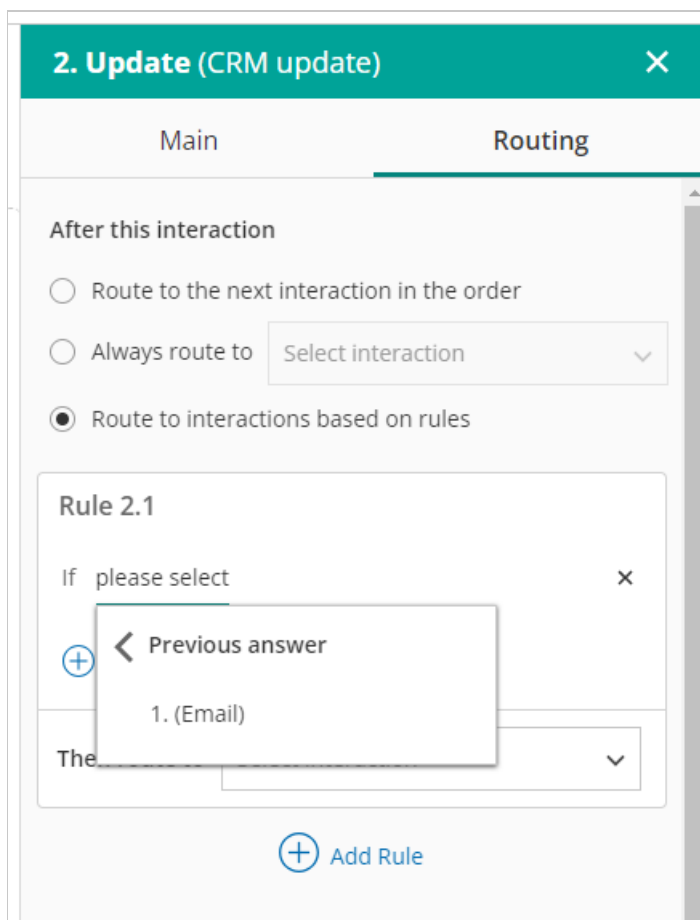 2. Update (CRM update)
Main Routing
After this interaction
Route to the next interaction in the order
Always route to Select interaction
Route to interactions based on rules
Rule 2.1
If please select
Previous answer
1. (Email)
Add Rule